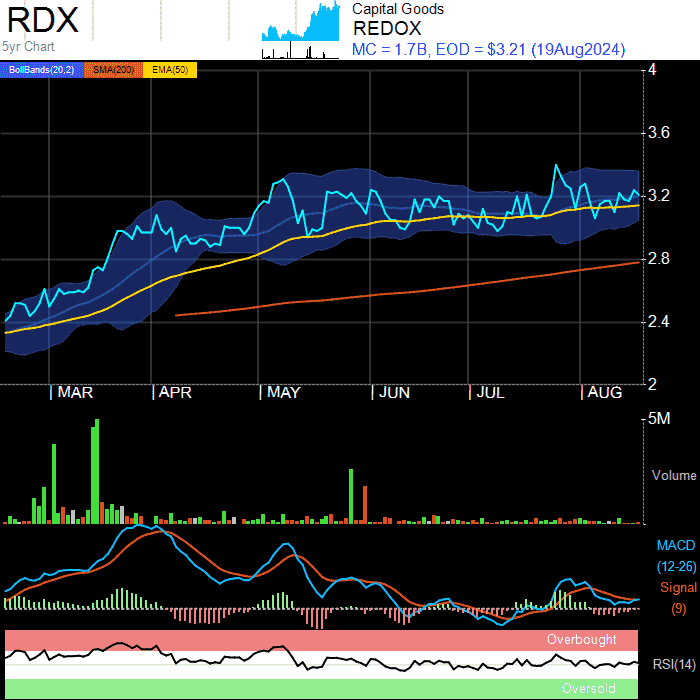 RDX
5yr Chart
Capital Goods
REDOX
MC = 1.7B, EOD = $3.21 (19Aug2024)
BollBands(20,2) SMA(200) EMA(50)
4
3.6
3.2
2.8
2.4
2
MAR APR MAY JUN JUL AUG
5M
Volume
MACD
(12-26)
Signal
(9)
Overbought
RSI(14)
Oversold